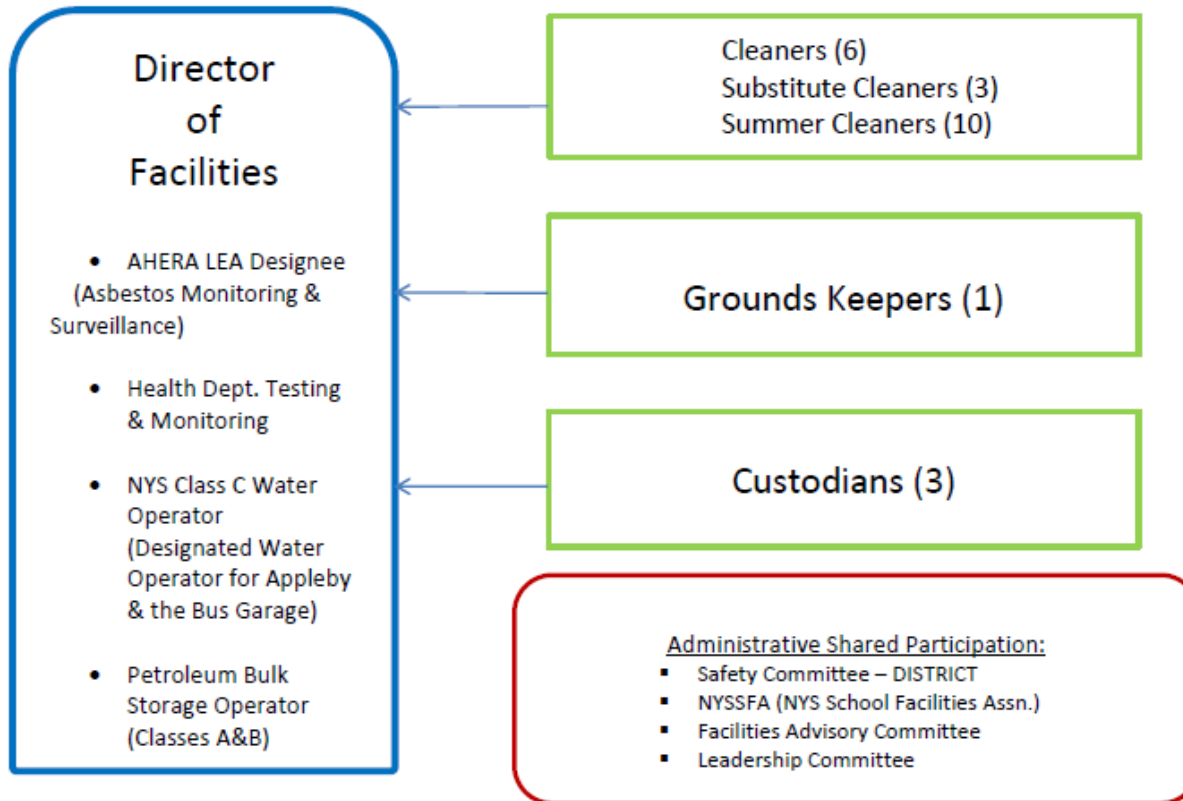 Director
of
Facilities
• AHERA LEA Designee
(Asbestos Monitoring &
Surveillance)
• Health Dept. Testing
& Monitoring
• NYS Class C Water
Operator
(Designated Water
Operator for Appleby
& the Bus Garage)
• Petroleum Bulk
Storage Operator
(Classes A&B)
Cleaners (6)
Substitute Cleaners (3)
Summer Cleaners (10)
Grounds Keepers (1)
Custodians (3)
Administrative Shared Participation:
▪ Safety Committee – DISTRICT
▪ NYSSFA (NYS School Facilities Assn.)
▪ Facilities Advisory Committee
▪ Leadership Committee